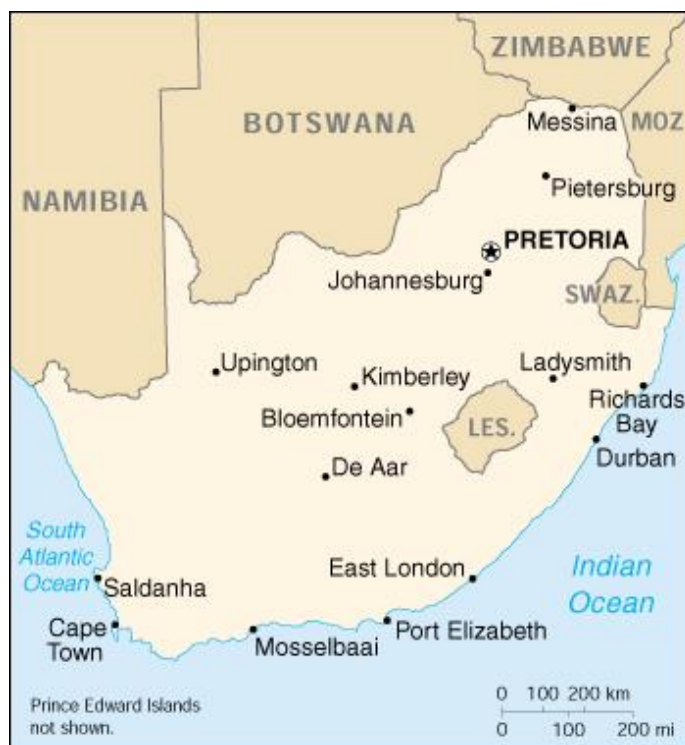 ZIMBABWE
BOTSWANA
Messina
MOZ.
NAMIBIA
Pietersburg
PRETORIA
Johannesburg
SWAZ.
Upington
Kimberley
Ladysmith
Richards
Bay
Bloemfontein
LES.
Durban
De Aar
South
Atlantic
Ocean
Saldanha
East London
Indian
Ocean
Cape
Town
Mosselbaai
Port Elizabeth
Prince Edward Islands
not shown.
0 100 200 km
0 100 200 mi